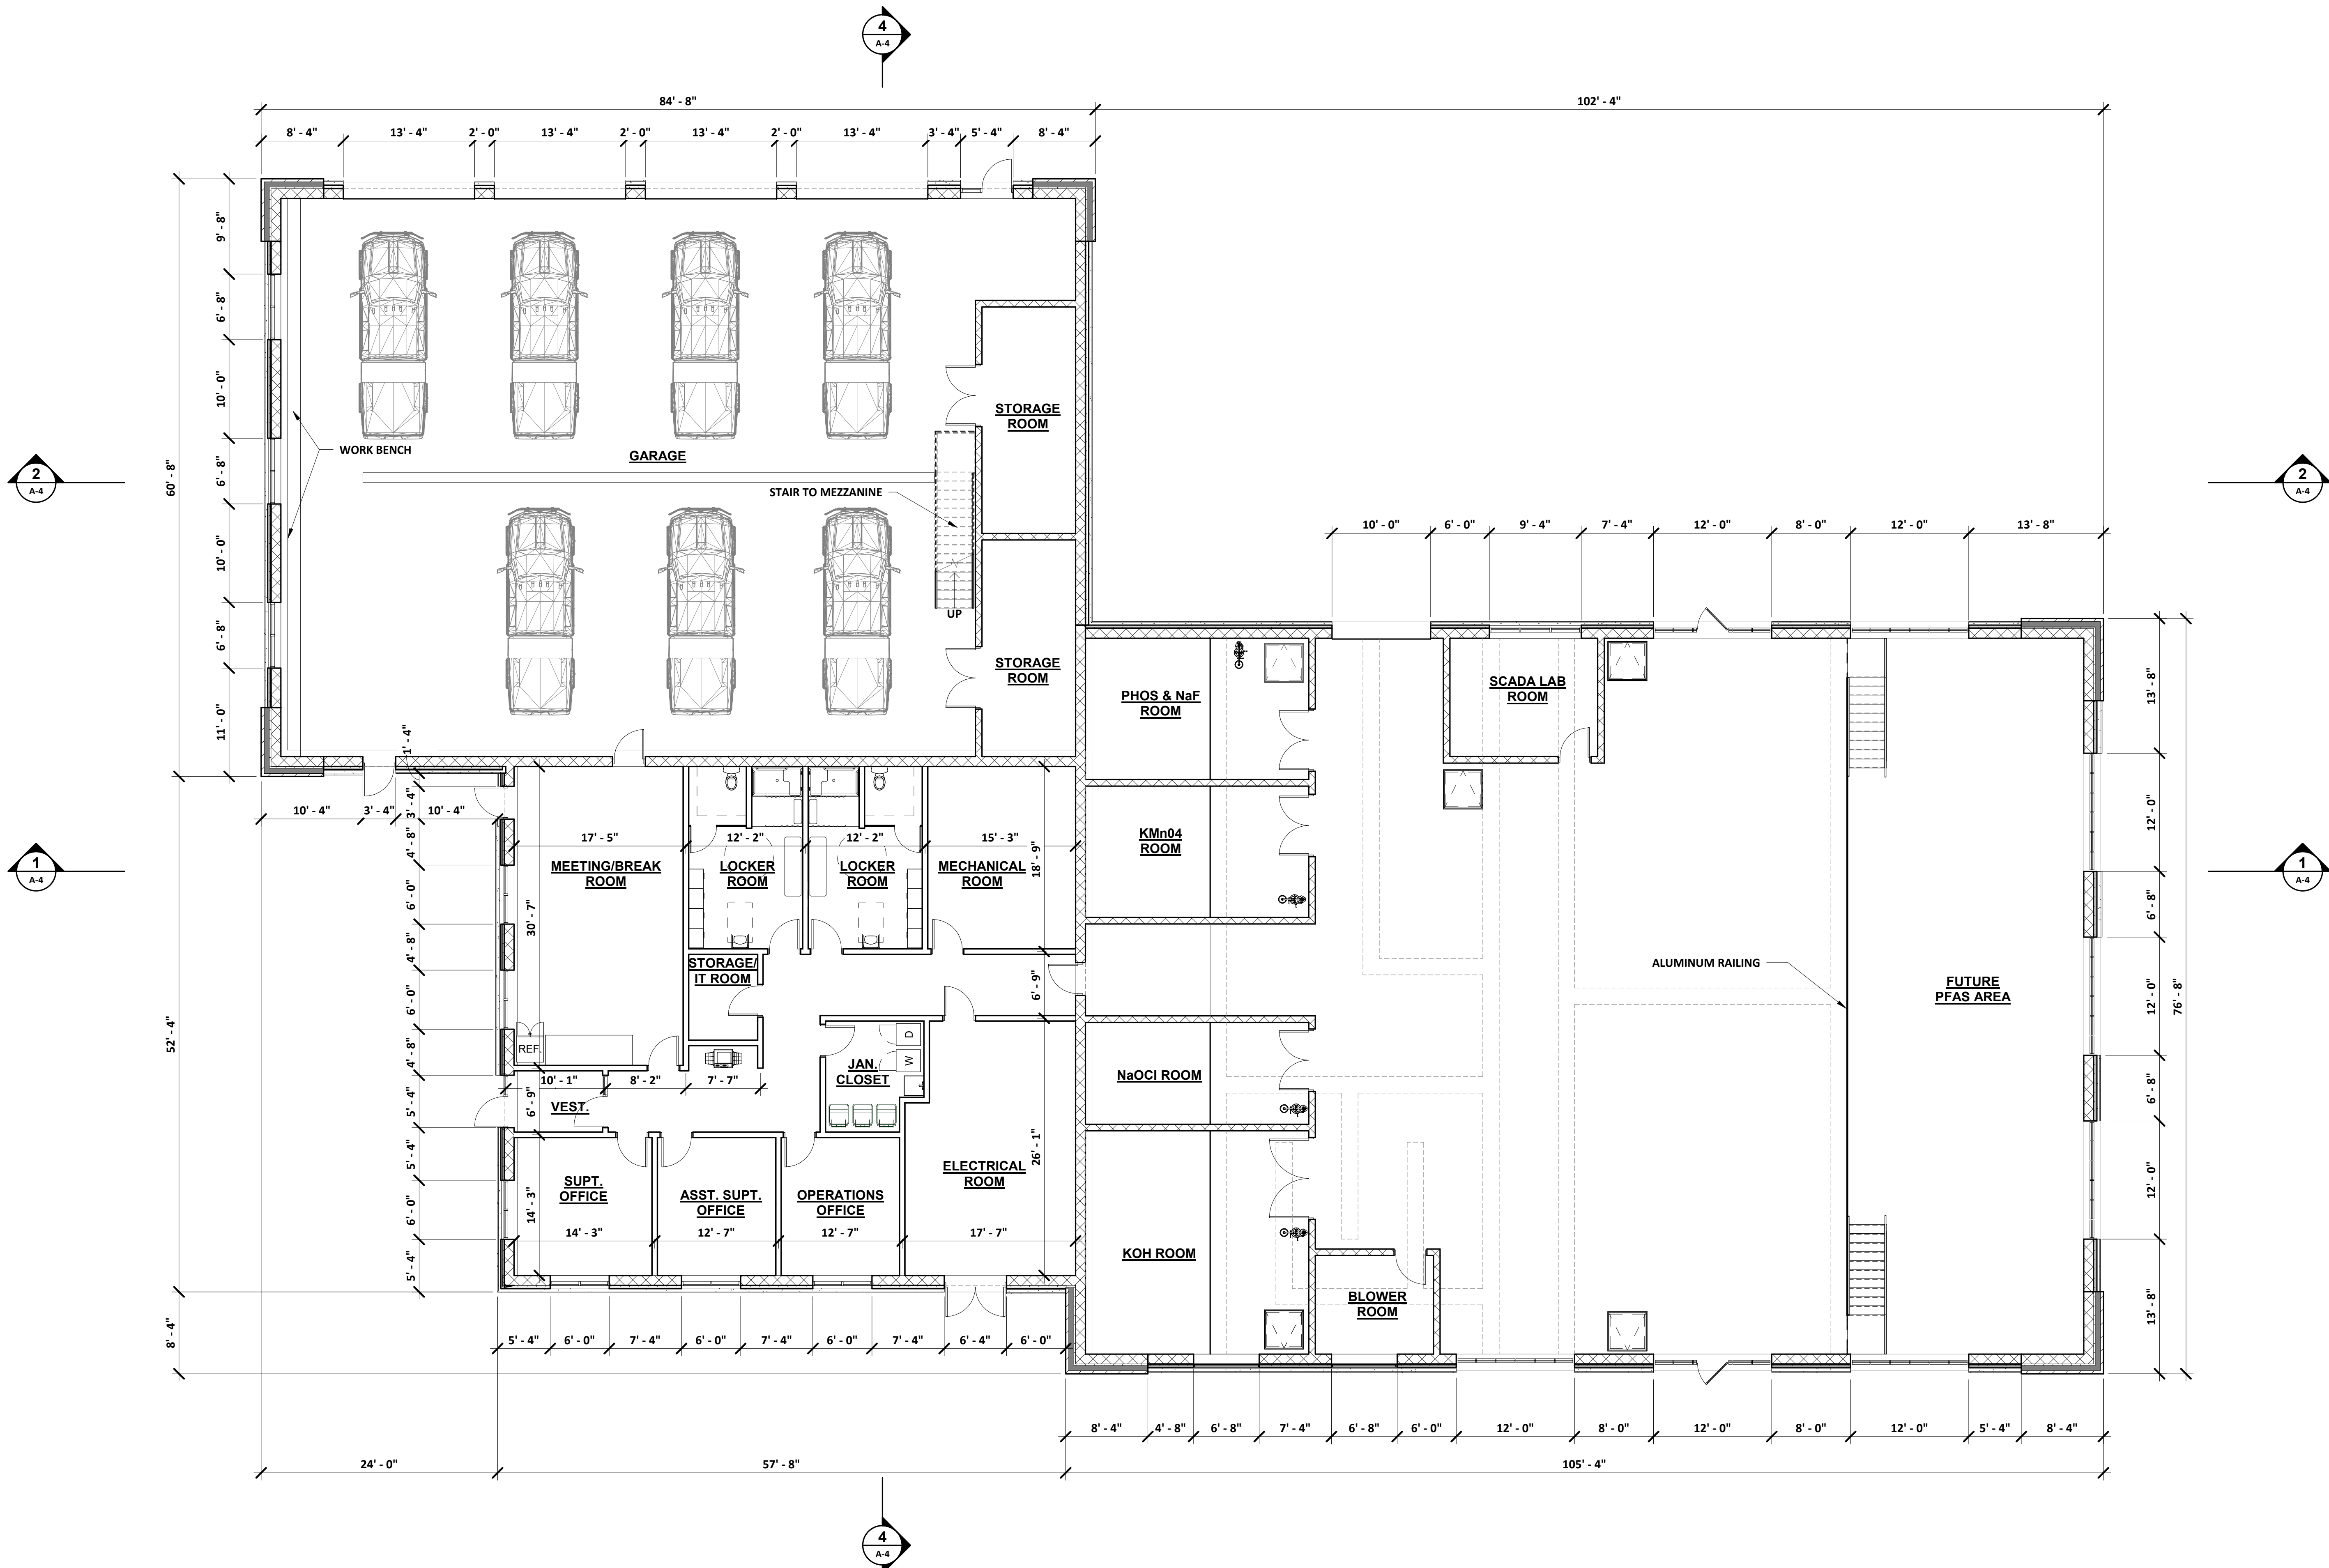 4
A-4
84' - 8"
102' - 4"
8' - 4"
13' - 4"
2' - 0"
13' - 4"
2' - 0"
13' - 4"
2' - 0"
13' - 4"
3' - 4"
5' - 4"
8' - 4"
60' - 8"
9' - 8"
6' - 8"
10' - 0"
6' - 8"
10' - 0"
6' - 8"
11' - 0"
WORK BENCH
GARAGE
STAIR TO MEZZANINE
UP
STORAGE
ROOM
STORAGE
ROOM
2
A-4
2
A-4
10' - 0"
6' - 0"
9' - 4"
7' - 4"
12' - 0"
8' - 0"
12' - 0"
13' - 8"
PHOS & NaF
ROOM
SCADA LAB
ROOM
KMn04
ROOM
1' - 4"
10' - 4"
3' - 4"
10' - 4"
3' - 4"
4' - 8"
6' - 0"
4' - 8"
6' - 0"
4' - 8"
5' - 4"
5' - 4"
6' - 0"
5' - 4"
17' - 5"
12' - 2"
12' - 2"
15' - 3"
18' - 9"
MEETING/BREAK
ROOM
LOCKER
ROOM
LOCKER
ROOM
MECHANICAL
ROOM
1
A-4
1
A-4
30' - 7"
STORAGE/
IT ROOM
6' - 9"
ALUMINUM RAILING
FUTURE
PFAS AREA
13' - 8"
12' - 0"
6' - 8"
12' - 0"
6' - 8"
12' - 0"
13' - 8"
76' - 8"
52' - 4"
REF.
D
W
JAN.
CLOSET
NaOCl ROOM
10' - 1"
8' - 2"
7' - 7"
6' - 9"
VEST.
26' - 1"
14' - 3"
SUPT.
OFFICE
ASST. SUPT.
OFFICE
OPERATIONS
OFFICE
ELECTRICAL
ROOM
14' - 3"
12' - 7"
12' - 7"
17' - 7"
KOH ROOM
BLOWER
ROOM
8' - 4"
5' - 4"
6' - 0"
7' - 4"
6' - 0"
7' - 4"
6' - 0"
7' - 4"
6' - 4"
6' - 0"
8' - 4"
4' - 8"
6' - 8"
7' - 4"
6' - 8"
6' - 0"
12' - 0"
8' - 0"
12' - 0"
8' - 0"
12' - 0"
5' - 4"
8' - 4"
24' - 0"
57' - 8"
105' - 4"
4
A-4